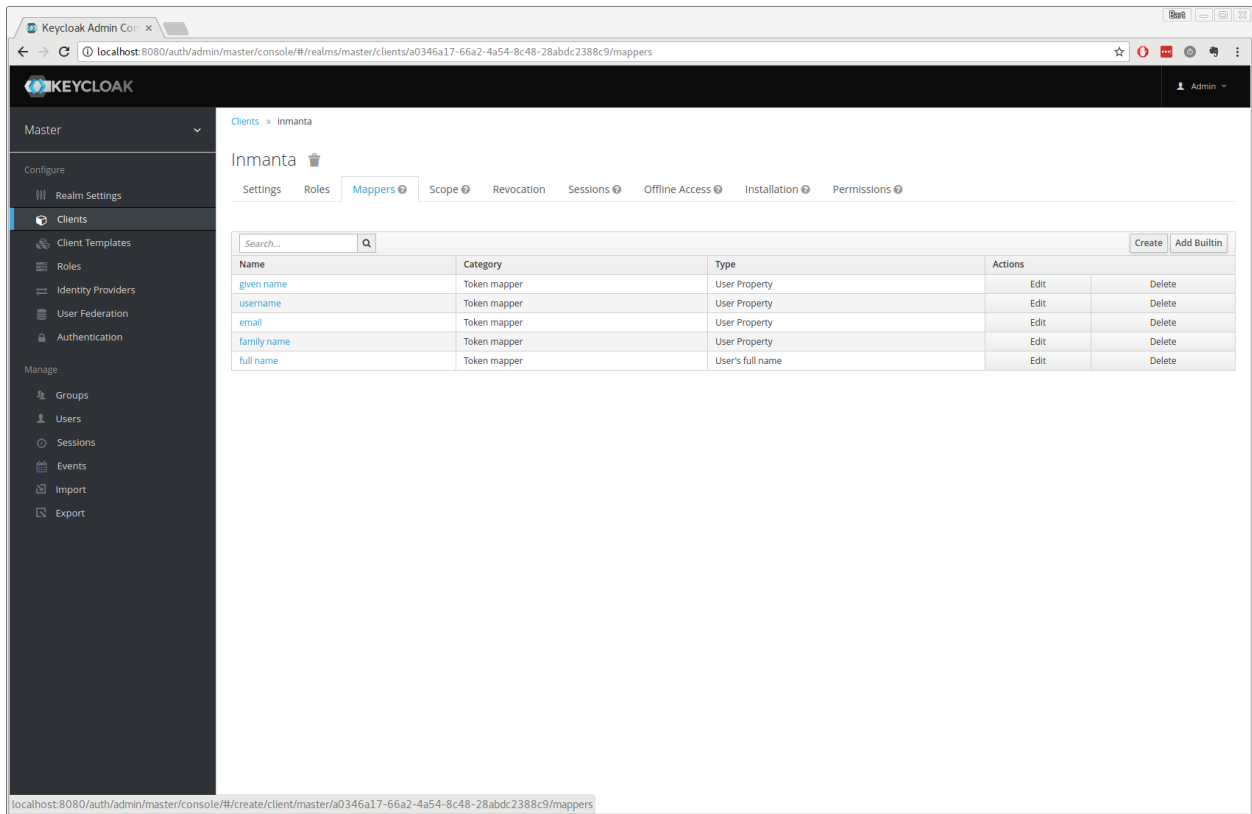 Bart
Keycloak Admin Con
localhost:8080/auth/admin/master/console/#/realms/master/clients/a0346a17-66a2-4a54-8c48-28abdc2388c9/mappers
KEYCLOAK
Admin
Master
Configure
Realm Settings
Clients
Client Templates
Roles
Identity Providers
User Federation
Authentication
Manage
Groups
Users
Sessions
Events
Import
Export
Clients » inmanta
Inmanta
Settings Roles Mappers Scope Revocation Sessions Offline Access Installation Permissions
Search... Create Add Builtin
Name Category Type Actions
given name Token mapper User Property Edit Delete
username Token mapper User Property Edit Delete
email Token mapper User Property Edit Delete
family name Token mapper User Property Edit Delete
full name Token mapper User's full name Edit Delete
localhost:8080/auth/admin/master/console/#/create/client/master/a0346a17-66a2-4a54-8c48-28abdc2388c9/mappers